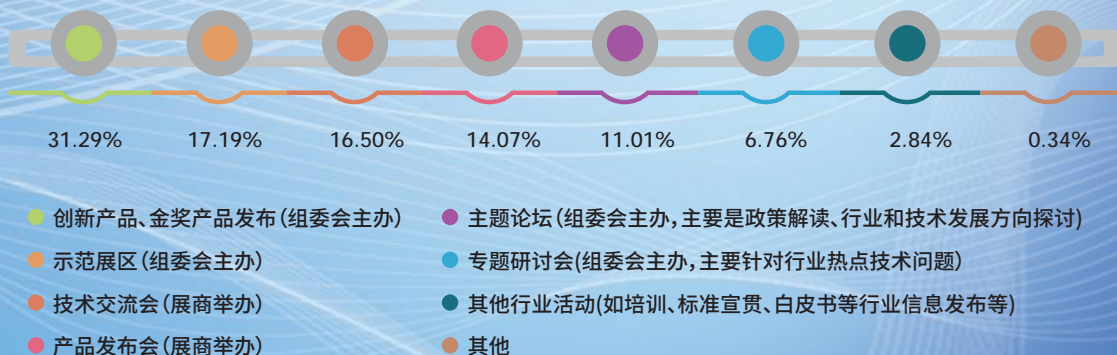 31.29% 17.19% 16.50% 14.07% 11.01% 6.76% 2.84% 0.34%
创新产品、金奖产品发布(组委会主办)
示范展区(组委会主办)
技术交流会(展商举办)
产品发布会(展商举办)
主题论坛(组委会主办,主要是政策解读、行业和技术发展方向探讨)
专题研讨会(组委会主办,主要针对行业热点技术问题)
其他行业活动(如培训、标准宣贯、白皮书等行业信息发布等)
其他